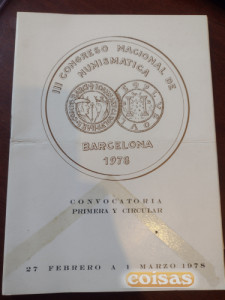 III CONGRESO NACIONAL DE
NUMISMATICA
BARCELONA
1978
CONVOCATORIA
PRIMERA Y CIRCULAR
27 FEBRERO A 1 MARZO 1978
coisas